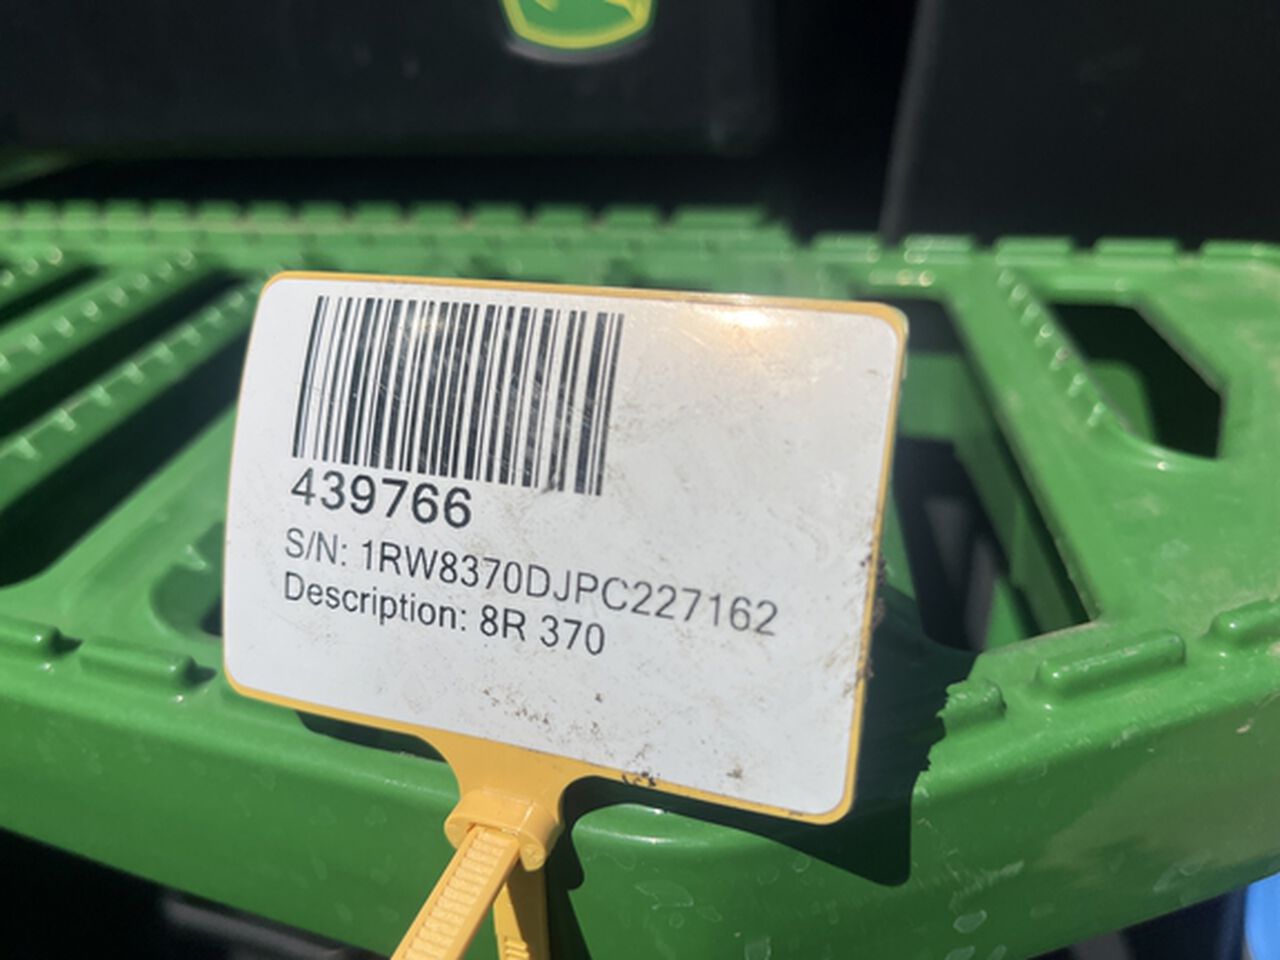 439766
S/N: 1RW8370DJPC227162
Description: 8R 370